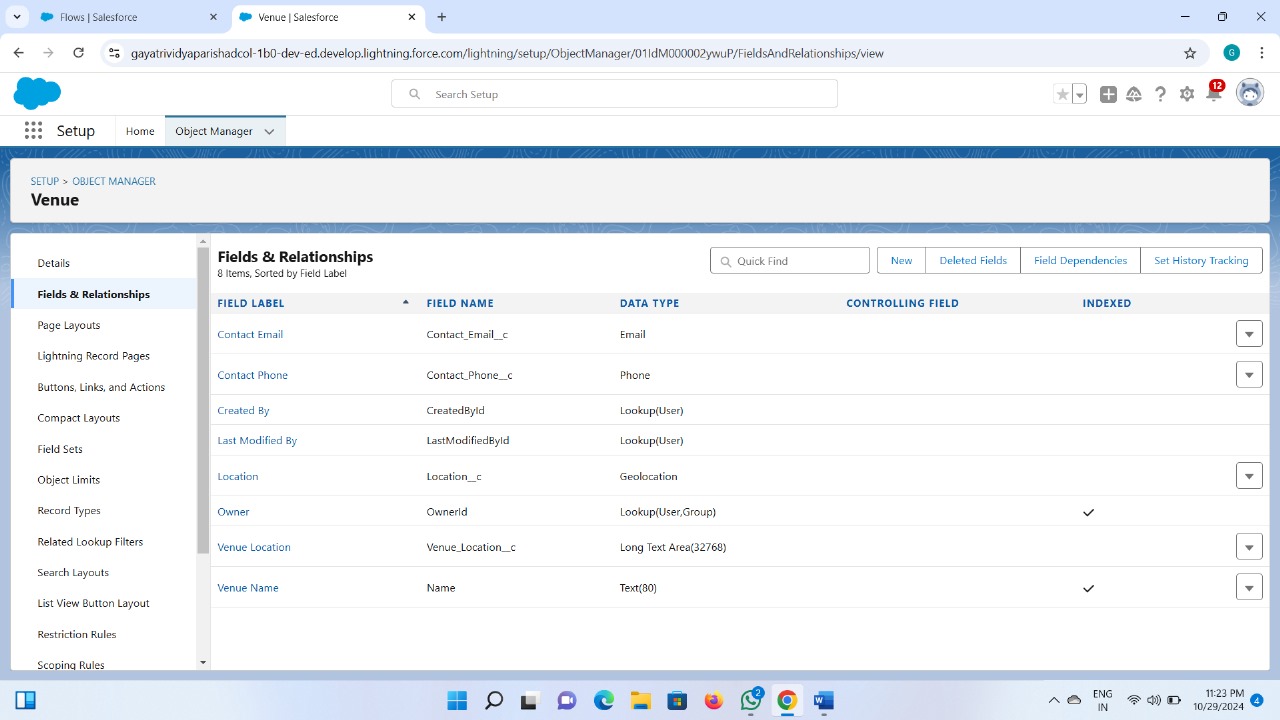 Flows | Salesforce
Venue | Salesforce
gayatrividyaparishadcol-1b0-dev-ed.develop.lightning.force.com/lightning/setup/ObjectManager/01IdM000002ywuP/FieldsAndRelationships/view
G
Search Setup
12
Setup
Home
Object Manager
SETUP > OBJECT MANAGER
Venue
Details
Fields & Relationships
Page Layouts
Lightning Record Pages
Buttons, Links, and Actions
Compact Layouts
Field Sets
Object Limits
Record Types
Related Lookup Filters
Search Layouts
List View Button Layout
Restriction Rules
Scoping Rules
Fields & Relationships
8 Items, Sorted by Field Label
Quick Find
New
Deleted Fields
Field Dependencies
Set History Tracking
FIELD LABEL FIELD NAME DATA TYPE CONTROLLING FIELD INDEXED
Contact Email Contact_Email__c Email
Contact Phone Contact_Phone__c Phone
Created By CreatedById Lookup(User)
Last Modified By LastModifiedById Lookup(User)
Location Location__c Geolocation
Owner OwnerId Lookup(User,Group)
Venue Location Venue_Location__c Long Text Area(32768)
Venue Name Name Text(80)
2
ENG
IN
11:23 PM
10/29/2024
4